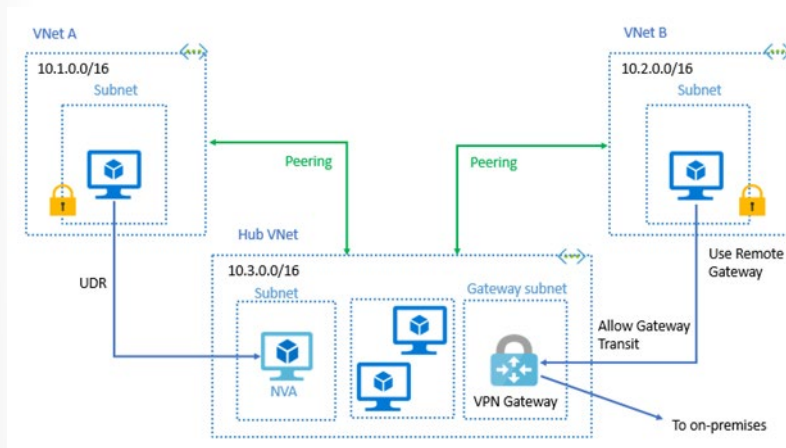 VNet A
10.1.0.0/16
Subnet
VNet B
10.2.0.0/16
Subnet
Peering
Peering
UDR
Use Remote
Gateway
Hub VNet
10.3.0.0/16
Subnet
NVA
Gateway subnet
VPN Gateway
Allow Gateway
Transit
To on-premises